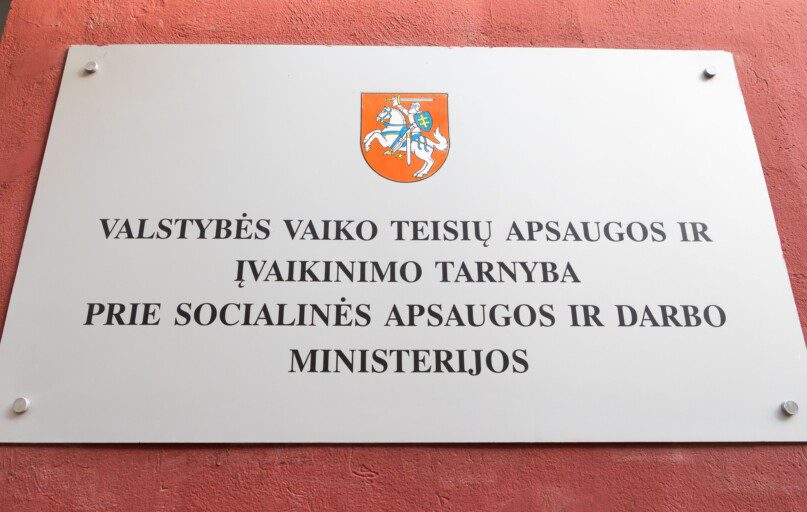 VALSTYBĖS VAIKO TEISIŲ APSAUGOS IR
ĮVAIKINIMO TARNYBA
PRIE SOCIALINĖS APSAUGOS IR DARBO
MINISTERIJOS